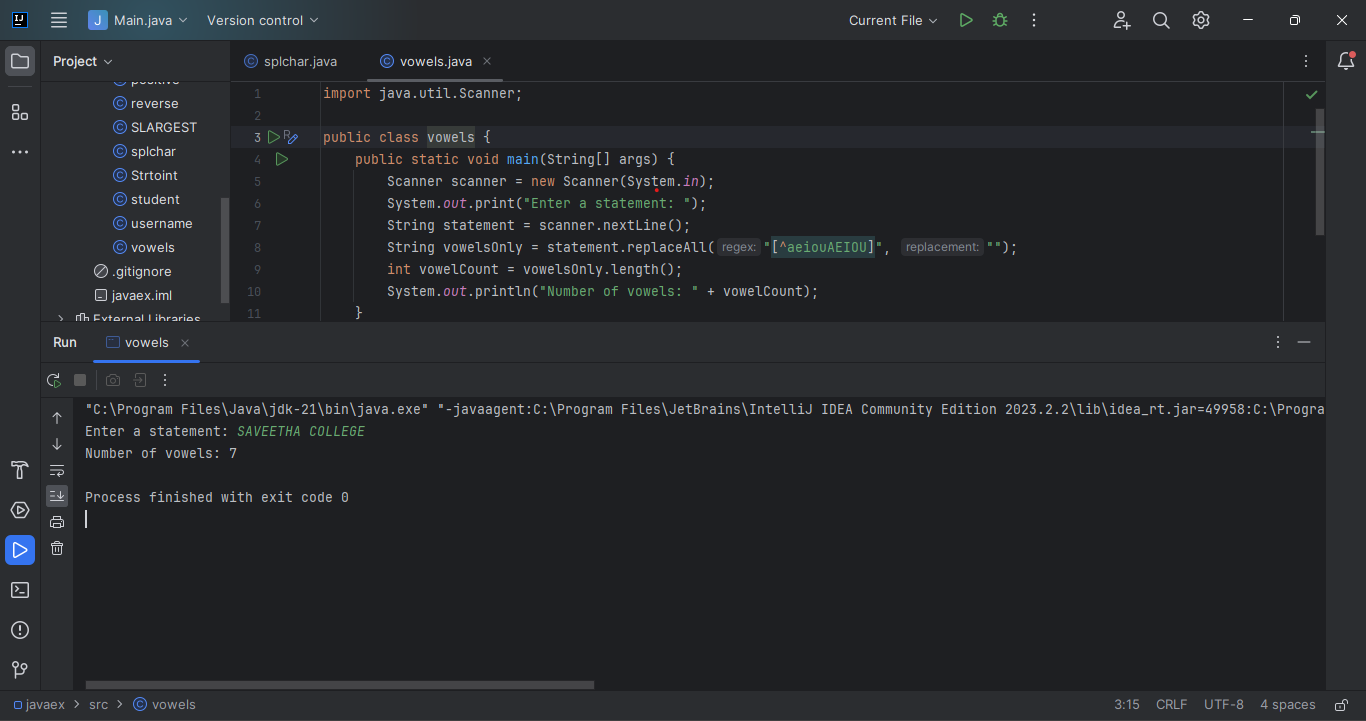 Main.java Version control Current File
Project
splchar.java vowels.java
reverse
SLARGEST
splchar
Strtoint
student
username
vowels
.gitignore
javaex.iml
External Libraries
1 import java.util.Scanner;
2
3 public class vowels {
4 public static void main(String[] args) {
5 Scanner scanner = new Scanner(System.in);
6 System.out.print("Enter a statement: ");
7 String statement = scanner.nextLine();
8 String vowelsOnly = statement.replaceAll( regex: "[^aeiouAEIOU]", replacement: "");
9 int vowelCount = vowelsOnly.length();
10 System.out.println("Number of vowels: " + vowelCount);
11 }
Run vowels
"C:\Program Files\Java\jdk-21\bin\java.exe" "-javaagent:C:\Program Files\JetBrains\IntelliJ IDEA Community Edition 2023.2.2\lib\idea_rt.jar=49958:C:\Progra
Enter a statement: SAVEETHA COLLEGE
Number of vowels: 7
Process finished with exit code 0
javaex > src > vowels
3:15 CRLF UTF-8 4 spaces